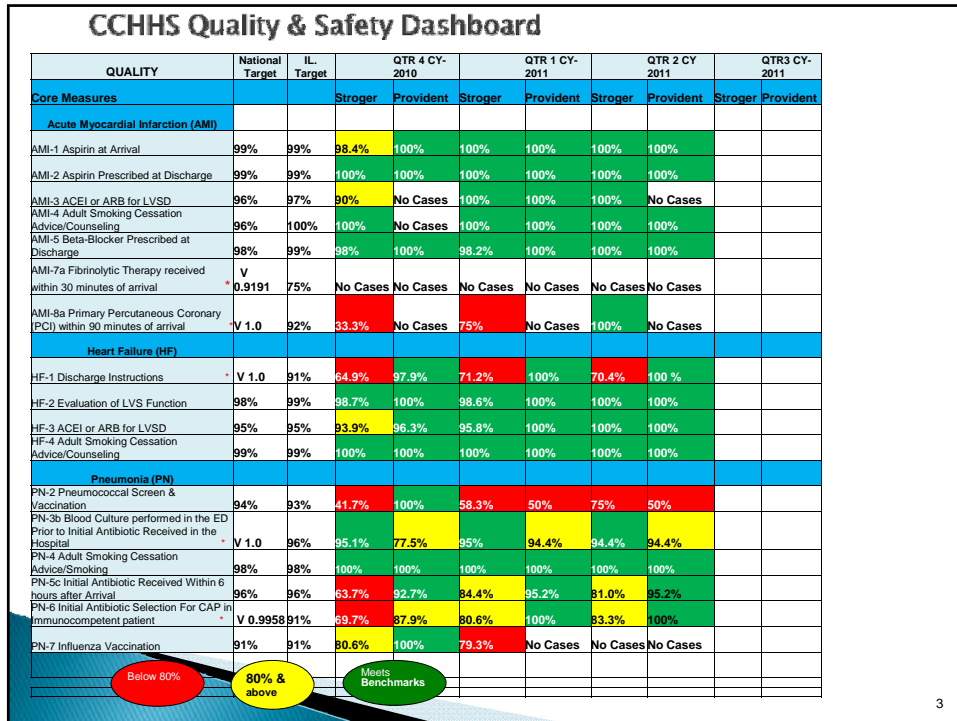 CCHHS Quality & Safety Dashboard
QUALITY National Target IL. Target QTR 4 CY-2010 QTR 1 CY-2011 QTR 2 CY 2011 QTR3 CY-2011
Core Measures Stroger Provident Stroger Provident Stroger Provident Stroger Provident
Acute Myocardial Infarction (AMI)
AMI-1 Aspirin at Arrival 99% 99% 98.4% 100% 100% 100% 100% 100%
AMI-2 Aspirin Prescribed at Discharge 99% 99% 100% 100% 100% 100% 100% 100%
AMI-3 ACEI or ARB for LVSD 96% 97% 90% No Cases 100% 100% 100% No Cases
AMI-4 Adult Smoking Cessation
Advice/Counseling 96% 100% 100% No Cases 100% 100% 100% 100%
AMI-5 Beta-Blocker Prescribed at
Discharge 98% 99% 98% 100% 98.2% 100% 100% 100%
AMI-7a Fibrinolytic Therapy received V
within 30 minutes of arrival * 0.9191 75% No Cases No Cases No Cases No Cases No Cases No Cases
AMI-8a Primary Percutaneous Coronary
(PCI) within 90 minutes of arrival * V 1.0 92% 33.3% No Cases 75% No Cases 100% No Cases
Heart Failure (HF)
HF-1 Discharge Instructions * V 1.0 91% 64.9% 97.9% 71.2% 100% 70.4% 100 %
HF-2 Evaluation of LVS Function 98% 99% 98.7% 100% 98.6% 100% 100% 100%
HF-3 ACEI or ARB for LVSD 95% 95% 93.9% 96.3% 95.8% 100% 100% 100%
HF-4 Adult Smoking Cessation
Advice/Counseling 99% 99% 100% 100% 100% 100% 100% 100%
Pneumonia (PN)
PN-2 Pneumococcal Screen &
Vaccination 94% 93% 41.7% 100% 58.3% 50% 75% 50%
PN-3b Blood Culture performed in the ED
Prior to Initial Antibiotic Received in the
Hospital * V 1.0 96% 95.1% 77.5% 95% 94.4% 94.4% 94.4%
PN-4 Adult Smoking Cessation
Advice/Smoking 98% 98% 100% 100% 100% 100% 100% 100%
PN-5c Initial Antibiotic Received Within 6
hours after Arrival 96% 96% 63.7% 92.7% 84.4% 95.2% 81.0% 95.2%
PN-6 Initial Antibiotic Selection For CAP in
Immunocompetent patient * V 0.9958 91% 69.7% 87.9% 80.6% 100% 83.3% 100%
PN-7 Influenza Vaccination 91% 91% 80.6% 100% 79.3% No Cases No Cases No Cases
Below 80%
80% &
above
Meets
Benchmarks
3